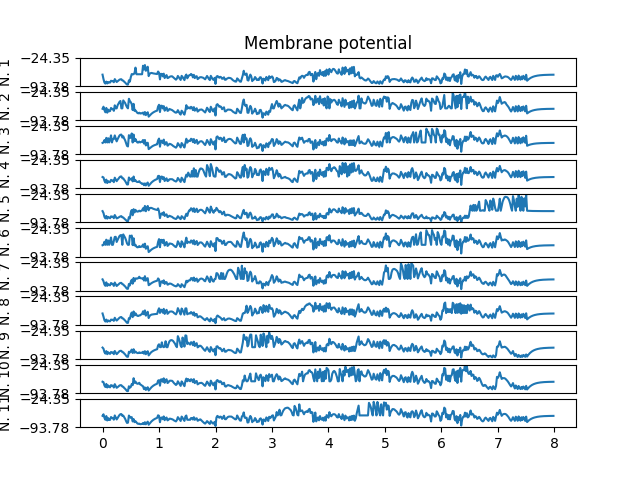 Membrane potential
N. 1
−24.35
−93.78
N. 2
−24.35
−93.78
N. 3
−24.35
−93.78
N. 4
−24.35
−93.78
N. 5
−24.35
−93.78
N. 6
−24.35
−93.78
N. 7
−24.35
−93.78
N. 8
−24.35
−93.78
N. 9
−24.35
−93.78
N. 10
−24.35
−93.78
N. 11
−24.35
−93.78
0 1 2 3 4 5 6 7 8